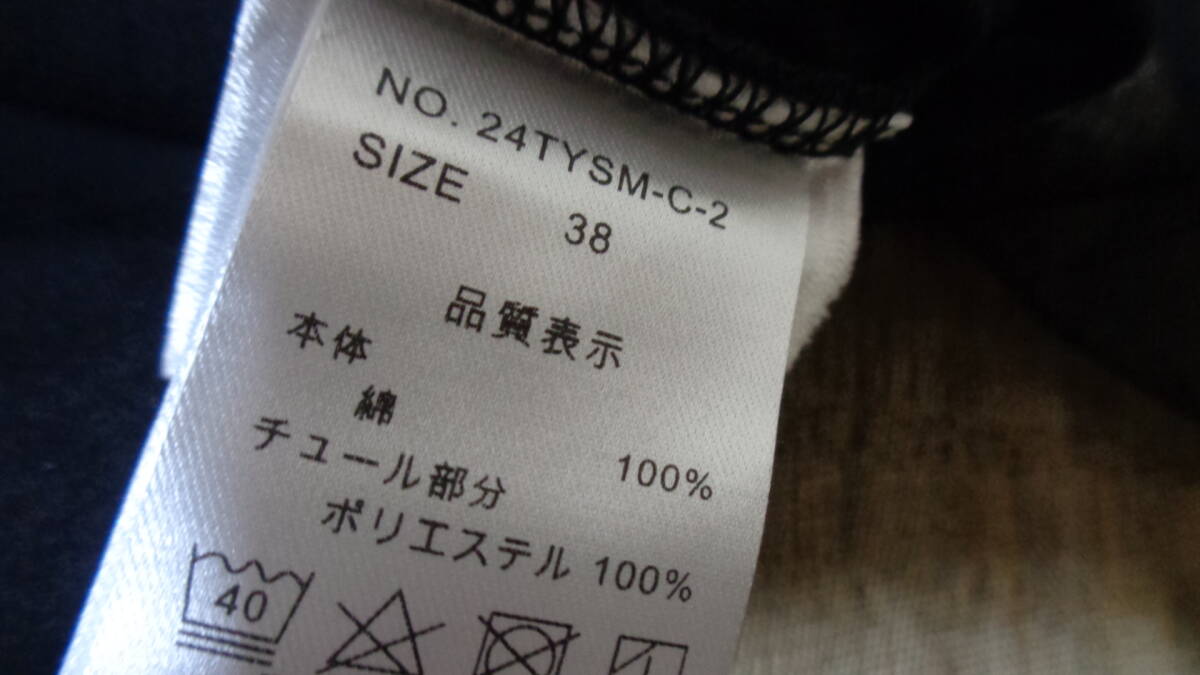 NO. 24TYSM-C-2
SIZE 38
品質表示
本体
綿 100%
チュール部分
ポリエステル 100%
40